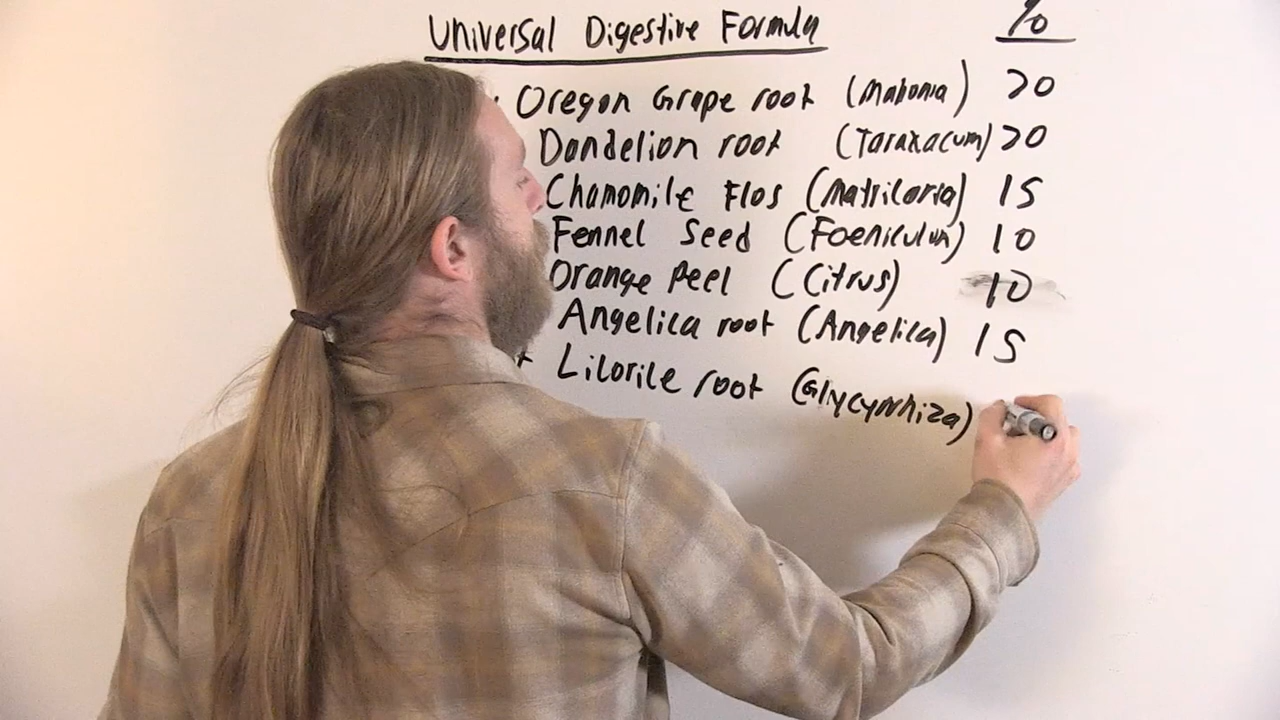 Universal Digestive Formula %
Oregon Grape root (Mahonia) 20
Dandelion root (Taraxacum) 20
Chamomile Flos (Matricaria) 15
Fennel Seed (Foeniculum) 10
Orange Peel (Citrus) 10
Angelica root (Angelica) 15
Licorice root (Glycyrrhiza)